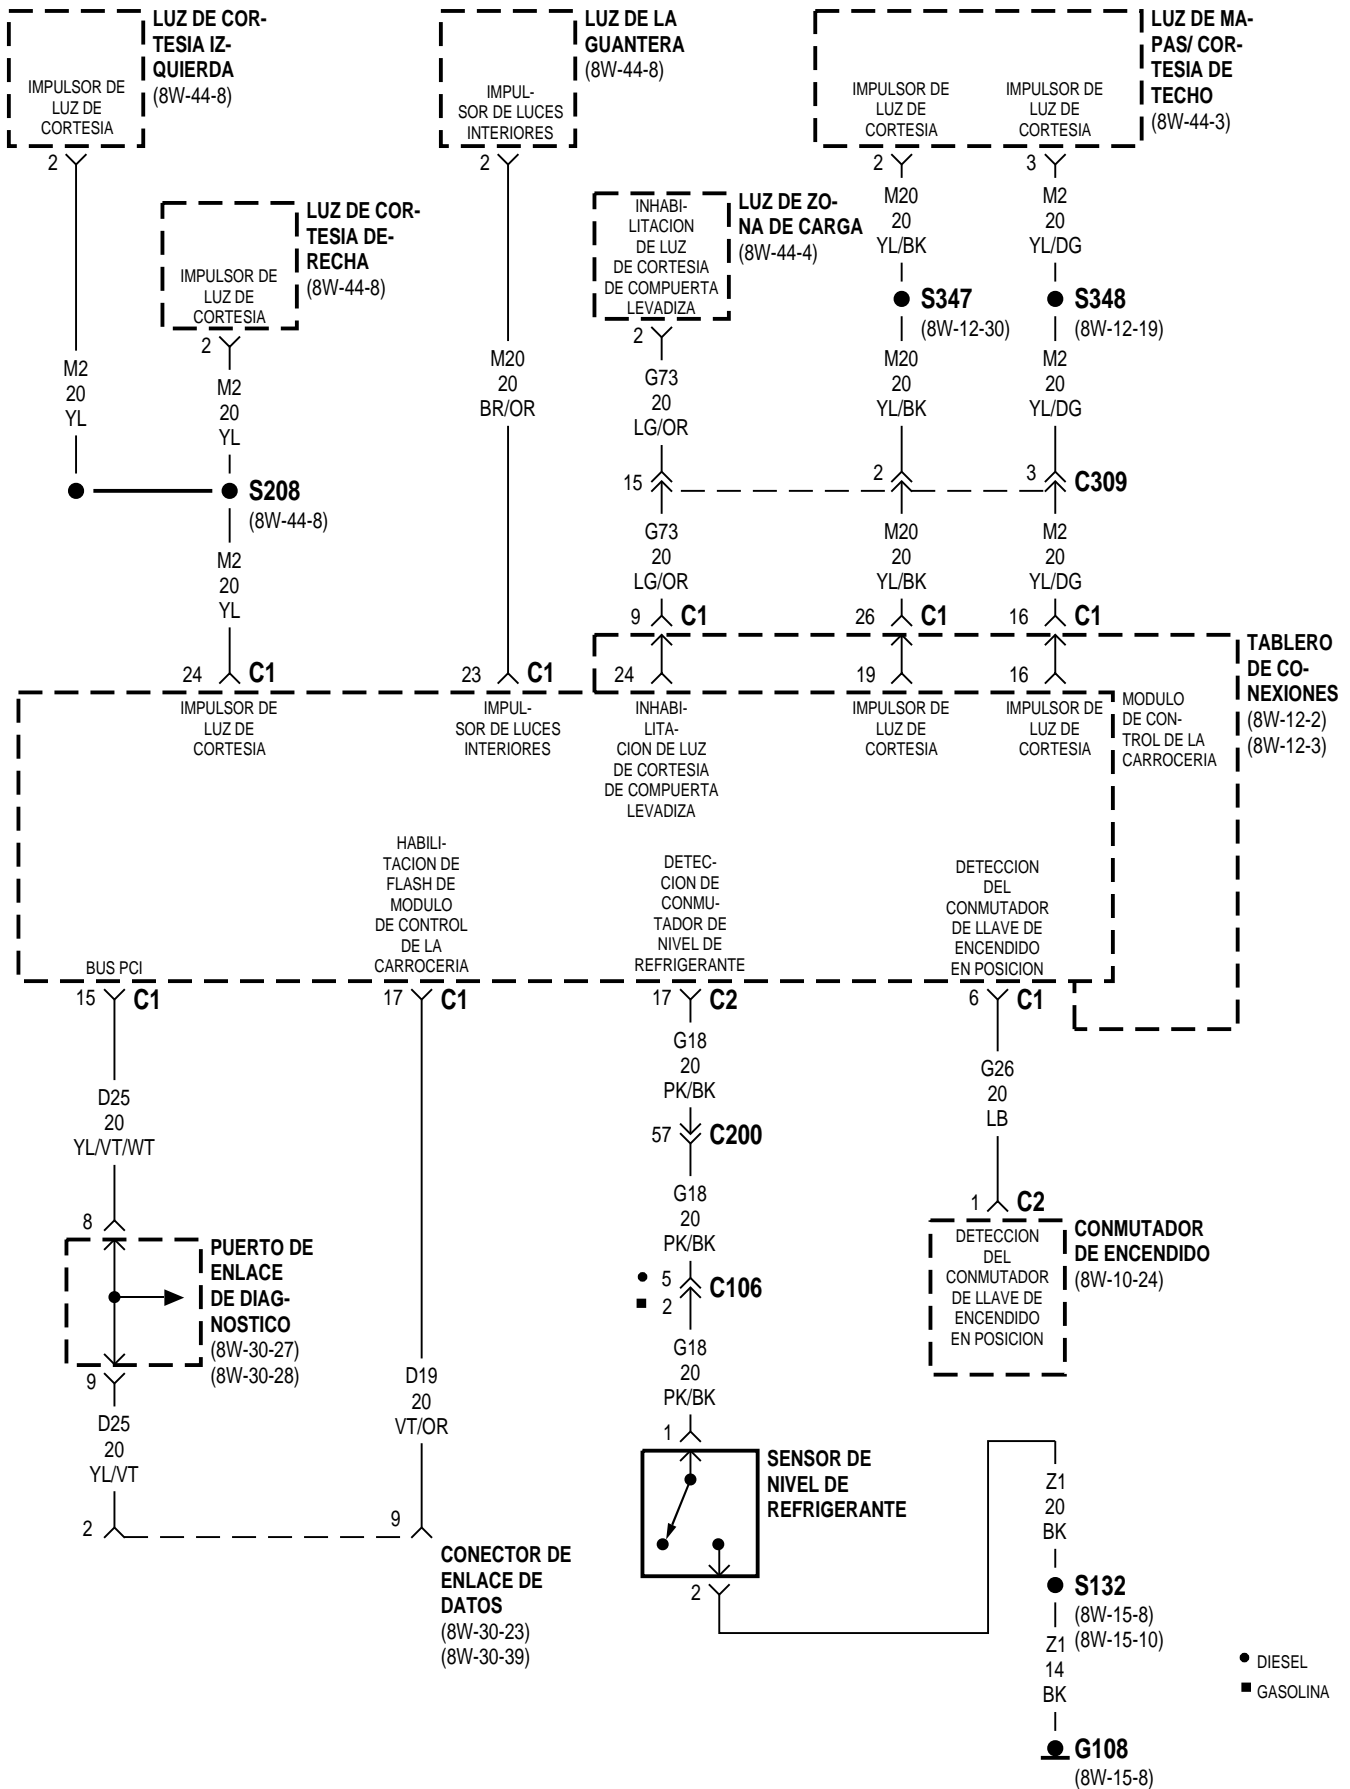 LUZ DE COR-
TESIA IZ-
QUIERDA
(8W-44-8)
IMPULSOR DE
LUZ DE
CORTESIA
2
M2
20
YL
LUZ DE COR-
TESIA DE-
RECHA
(8W-44-8)
IMPULSOR DE
LUZ DE
CORTESIA
2
M2
20
YL
S208
(8W-44-8)
M2
20
YL
24 C1
LUZ DE LA
GUANTERA
(8W-44-8)
IMPUL-
SOR DE LUCES
INTERIORES
2
M20
20
BR/OR
23 C1
LUZ DE ZO-
NA DE CARGA
(8W-44-4)
INHABI-
LITACION
DE LUZ
DE CORTESIA
DE COMPUERTA
LEVADIZA
2
G73
20
LG/OR
15
G73
20
LG/OR
9 C1
24
LUZ DE MA-
PAS/ COR-
TESIA DE
TECHO
(8W-44-3)
IMPULSOR DE
LUZ DE
CORTESIA
2
M20
20
YL/BK
S347
(8W-12-30)
M20
20
YL/BK
2
M20
20
YL/BK
26 C1
19
IMPULSOR DE
LUZ DE
CORTESIA
3
M2
20
YL/DG
S348
(8W-12-19)
M2
20
YL/DG
3 C309
M2
20
YL/DG
16 C1
16
TABLERO
DE CO-
NEXIONES
(8W-12-2)
(8W-12-3)
IMPULSOR DE
LUZ DE
CORTESIA
IMPUL-
SOR DE LUCES
INTERIORES
INHABI-
LITA-
CION DE LUZ
DE CORTESIA
DE COMPUERTA
LEVADIZA
IMPULSOR DE
LUZ DE
CORTESIA
IMPULSOR DE
LUZ DE
CORTESIA
MODULO
DE CON-
TROL DE LA
CARROCERIA
BUS PCI
HABILI-
TACION DE
FLASH DE
MODULO
DE CONTROL
DE LA
CARROCERIA
DETEC-
CION DE
CONMU-
TADOR DE
NIVEL DE
REFRIGERANTE
DETECCION
DEL
CONMUTADOR
DE LLAVE DE
ENCENDIDO
EN POSICION
15 C1
D25
20
YL/VT/WT
8
PUERTO DE
ENLACE
DE DIAG-
NOSTICO
(8W-30-27)
(8W-30-28)
9
D25
20
YL/VT
2
17 C1
D19
20
VT/OR
9
CONECTOR DE
ENLACE DE
DATOS
(8W-30-23)
(8W-30-39)
17 C2
G18
20
PK/BK
57 C200
G18
20
PK/BK
● 5
■ 2
C106
G18
20
PK/BK
1
SENSOR DE
NIVEL DE
REFRIGERANTE
2
6 C1
G26
20
LB
1 C2
DETECCION
DEL
CONMUTADOR
DE LLAVE DE
ENCENDIDO
EN POSICION
CONMUTADOR
DE ENCENDIDO
(8W-10-24)
Z1
20
BK
S132
(8W-15-8)
(8W-15-10)
Z1
14
BK
G108
(8W-15-8)
● DIESEL
■ GASOLINA